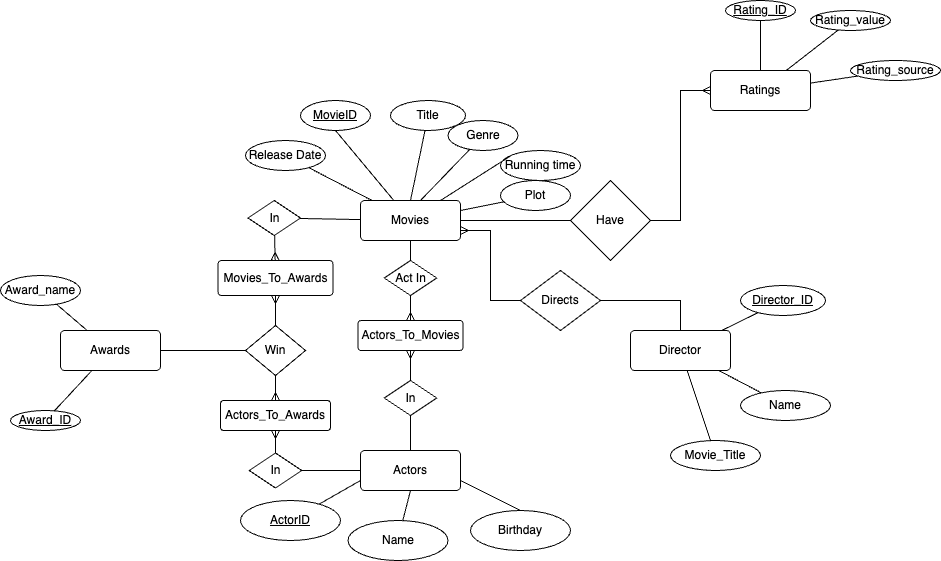 Rating_ID
Rating_value
Rating_source
Ratings
MovieID
Title
Genre
Release Date
Running time
Plot
Movies
Have
In
Movies_To_Awards
Act In
Directs
Director_ID
Award_name
Awards
Win
Actors_To_Movies
Director
Award_ID
Actors_To_Awards
In
Name
Movie_Title
In
Actors
ActorID
Name
Birthday